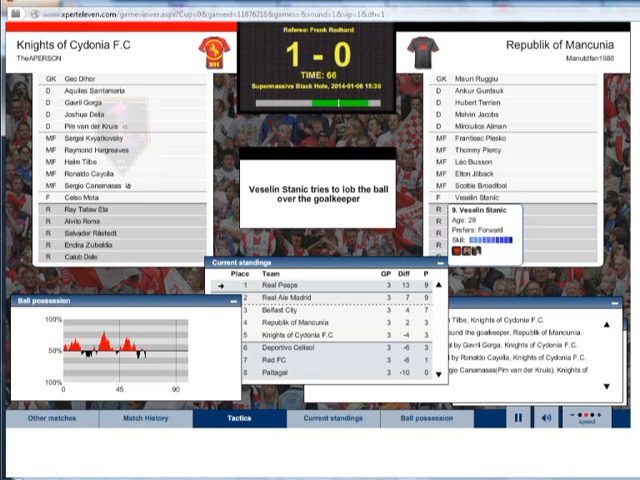 www.xperteleven.com/gameviewer.aspx?Cup=0&gameid=11876218&games=&sound=1&vip=1&dh=1
Knights of Cydonia F.C
TheAPERSON
X11
Referee: Frank Redkard
1 - 0
TIME: 66
Supermassive Black Hole, 2014-01-06 15:30
Republik of Mancunia
Manutdfan1988
GK Geo Dihor
D Aquiles Santamaria
D Gavril Gorga
D Joshua Delia
D Pim van der Kruis
MF Sergei Kvyatkovsky
MF Raymond Hargreaves
MF Halim Tilbe
MF Ronaldo Cayolla
MF Sergio Canamasas
F Celso Mota
R Ray Tataw Eta
R Alvito Roma
R Salvador Råstedt
R Endira Zubeldia
R Caleb Dale
Veselin Stanic tries to lob the ball
over the goalkeeper
GK Mauri Ruggiu
D Ankur Gurdsuk
D Hubert Terrien
D Melvin Jacobs
D Mirciulica Alman
MF Frantisec Plesko
MF Thommy Piercy
MF Léo Busson
MF Elton Jöback
MF Scottie Broadfoot
F Veselin Stanic
R
R
R
R
R
9. Veselin Stanic
Age: 29
Prefers: Forward
Skill:
Current standings
Place Team GP Diff P
1 Real Peeps 3 13 9
2 Real Ale Madrid 3 7 9
3 Belfast City 3 4 7
4 Republik of Mancunia 3 2 3
5 Knights of Cydonia F.C 3 -4 3
6 Deportivo Celisol 3 -6 3
7 Red FC 3 -6 1
8 Pattagal 3 -10 0
Ball possession
100%
50%
100%
0 45 90
Tilbe, Knights of Cydonia F.C.
und the goalkeeper, Republik of Mancunia.
al by Gavril Gorga, Knights of Cydonia F.C.
l by Ronaldo Cayolla, Knights of Cydonia F.C.
gio Canamasas(Pim van der Kruis), Knights of
Other matches
Match History
Tactics
Current standings
Ball possession
- +
speed